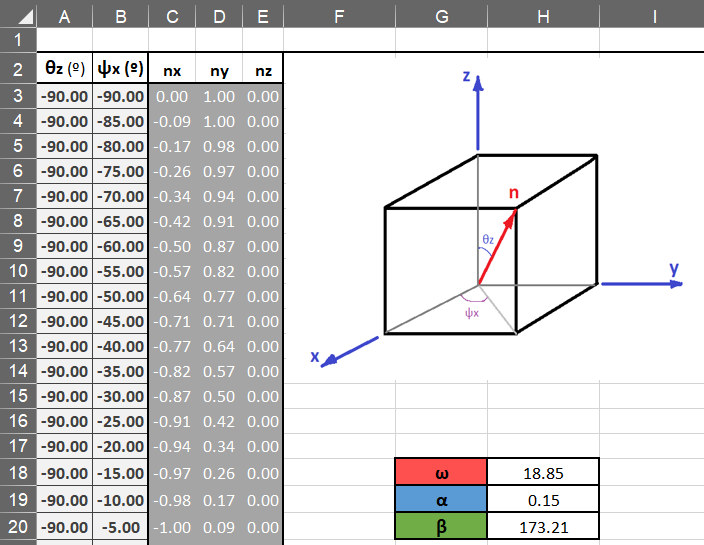 A B C D E F G H I
1
2 θz (º) ψx (º) nx ny nz
3 -90.00 -90.00 0.00 1.00 0.00
4 -90.00 -85.00 -0.09 1.00 0.00
5 -90.00 -80.00 -0.17 0.98 0.00
6 -90.00 -75.00 -0.26 0.97 0.00
7 -90.00 -70.00 -0.34 0.94 0.00
8 -90.00 -65.00 -0.42 0.91 0.00
9 -90.00 -60.00 -0.50 0.87 0.00
10 -90.00 -55.00 -0.57 0.82 0.00
11 -90.00 -50.00 -0.64 0.77 0.00
12 -90.00 -45.00 -0.71 0.71 0.00
13 -90.00 -40.00 -0.77 0.64 0.00
14 -90.00 -35.00 -0.82 0.57 0.00
15 -90.00 -30.00 -0.87 0.50 0.00
16 -90.00 -25.00 -0.91 0.42 0.00
17 -90.00 -20.00 -0.94 0.34 0.00
18 -90.00 -15.00 -0.97 0.26 0.00
19 -90.00 -10.00 -0.98 0.17 0.00
20 -90.00 -5.00 -1.00 0.09 0.00
z
n
θz
y
ψx
x
ω 18.85
α 0.15
β 173.21